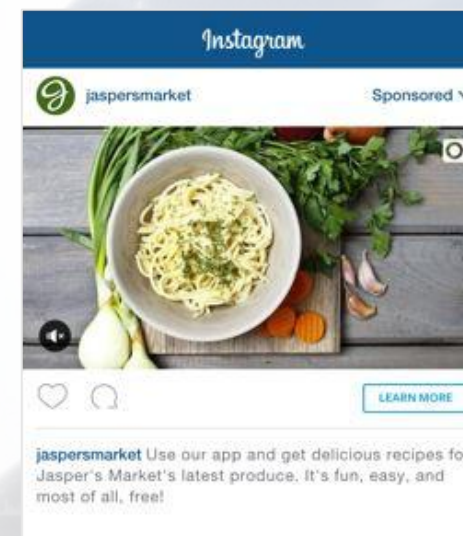 Instagram
jaspersmarket Sponsored
LEARN MORE
jaspersmarket Use our app and get delicious recipes fo
Jasper's Market's latest produce. It's fun, easy, and
most of all, free!